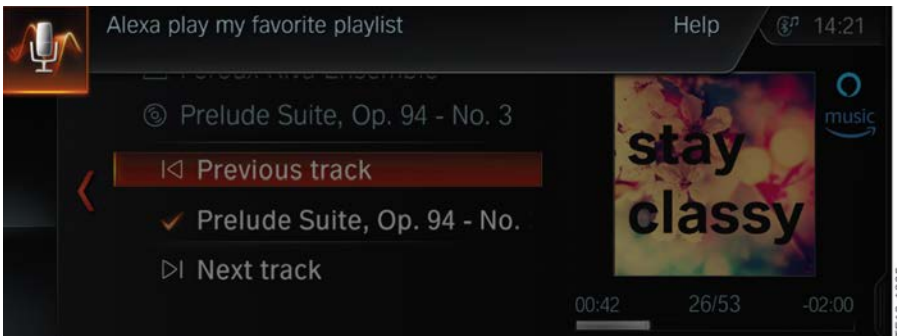 Alexa play my favorite playlist
Help
14:21
Ensemble
Prelude Suite, Op. 94 - No. 3
music
Previous track
Prelude Suite, Op. 94 - No.
Next track
stay
classy
00:42
26/53
-02:00